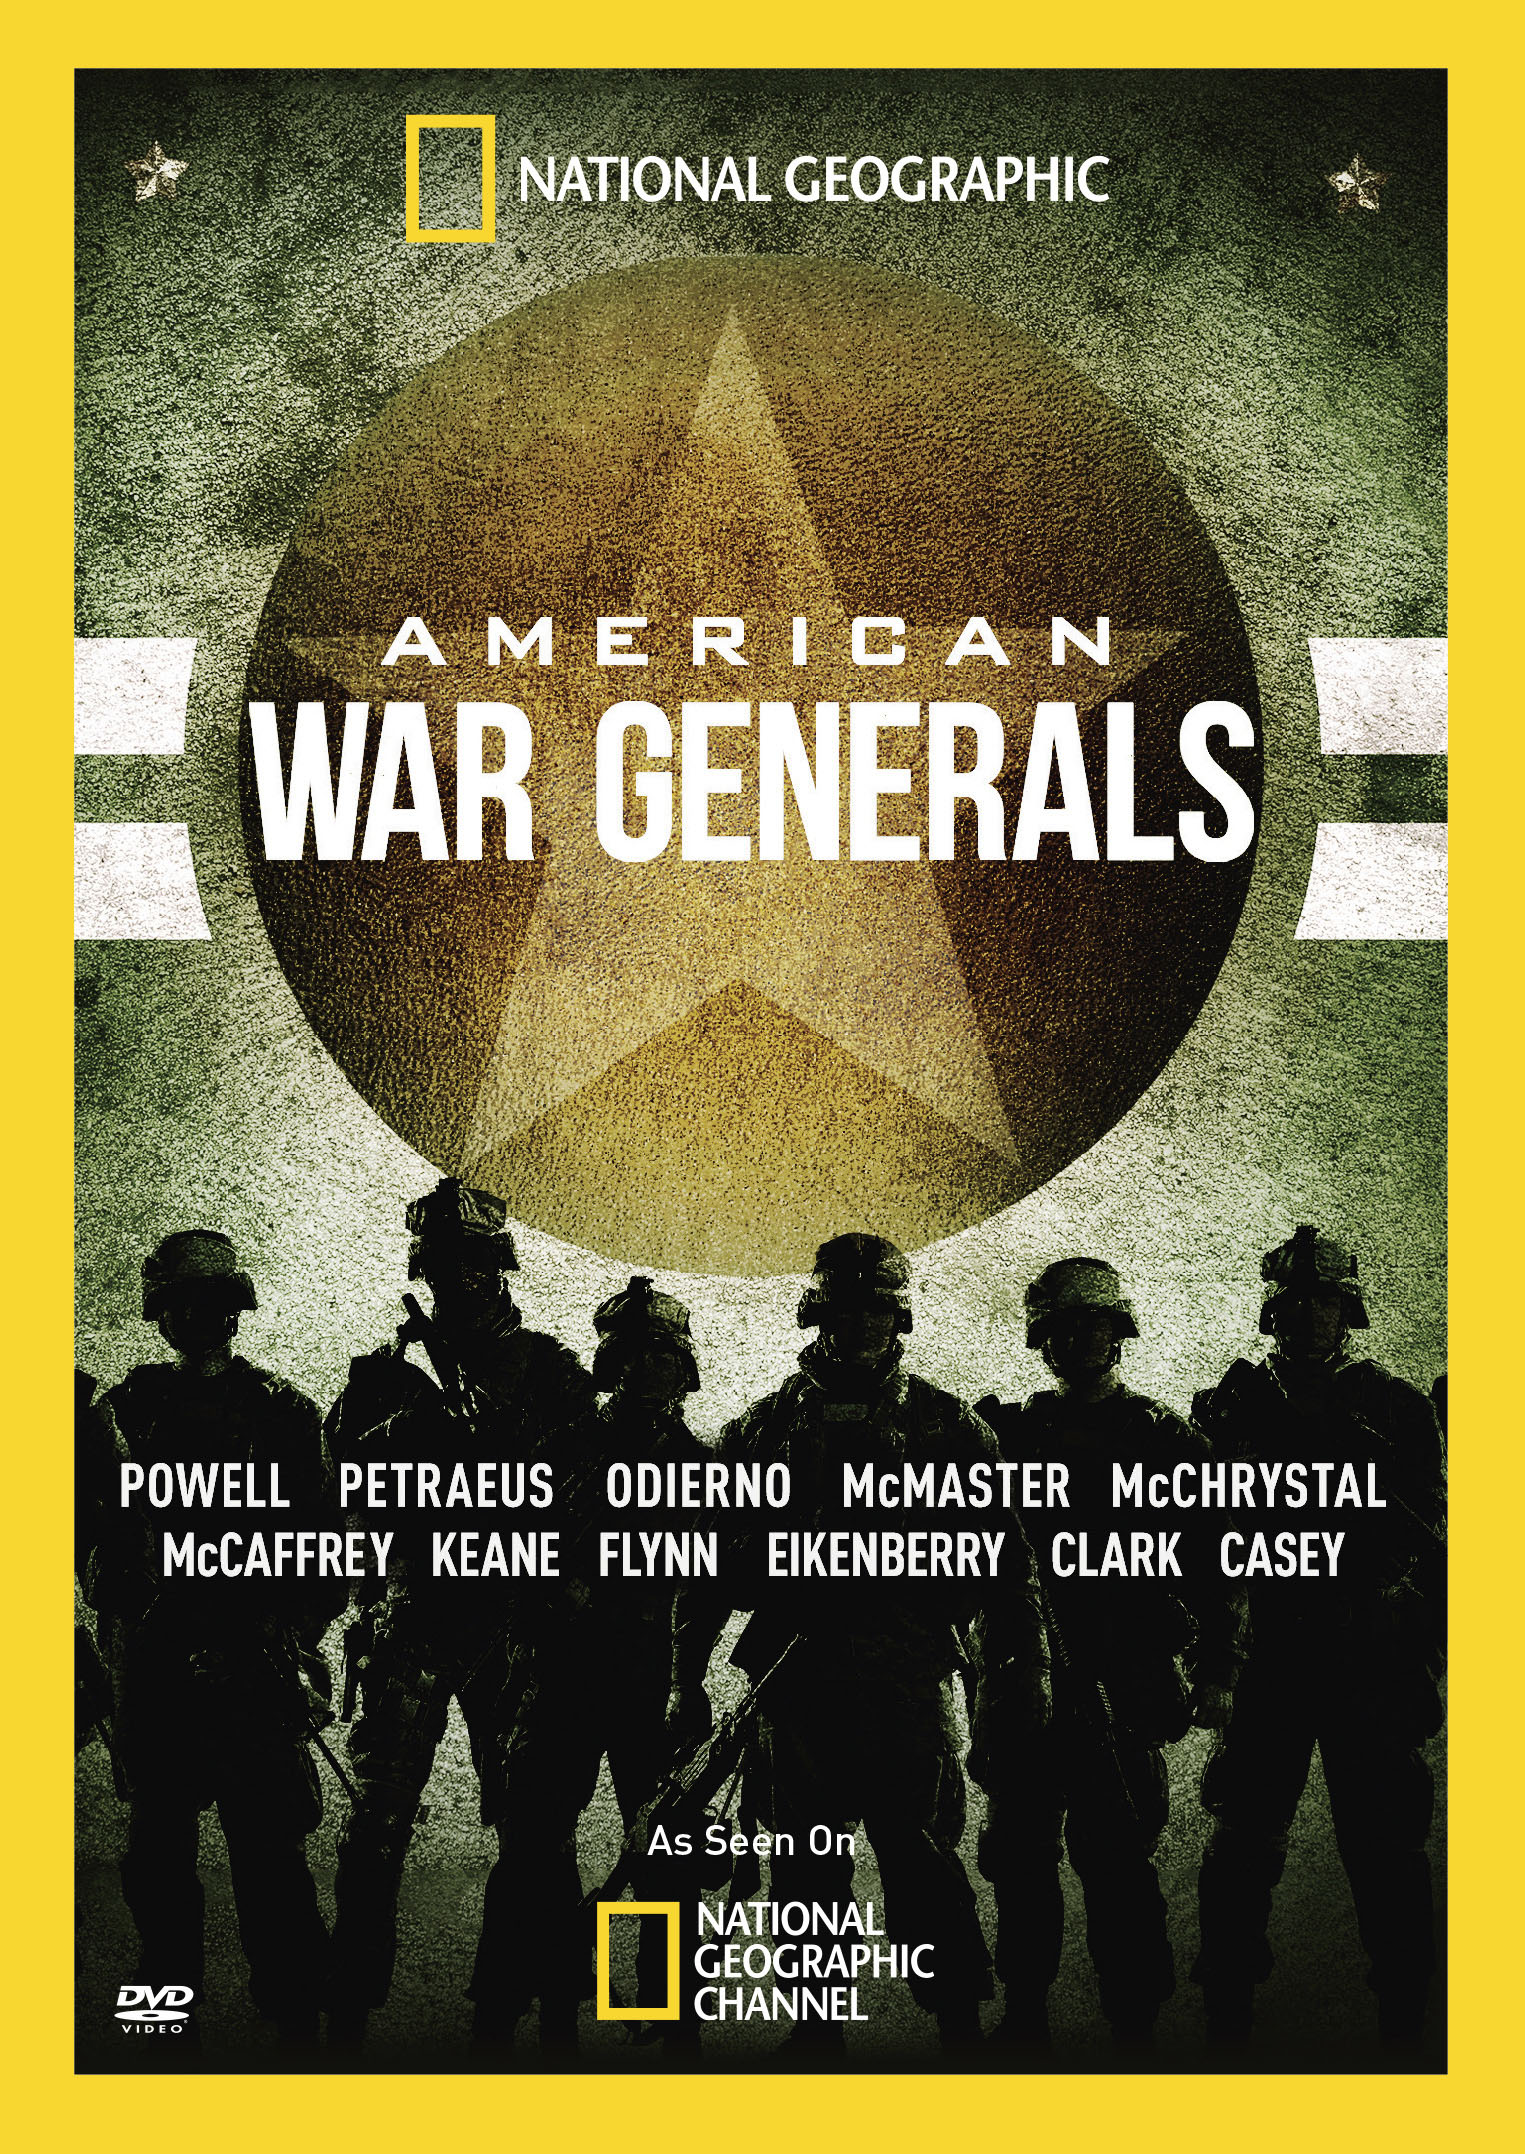 NATIONAL GEOGRAPHIC
AMERICAN
WAR GENERALS
POWELL PETRAEUS ODIERNO McMASTER McCHRYSTAL
McCAFFREY KEANE FLYNN EIKENBERRY CLARK CASEY
As Seen On
NATIONAL
GEOGRAPHIC
CHANNEL
DVD
VIDEO